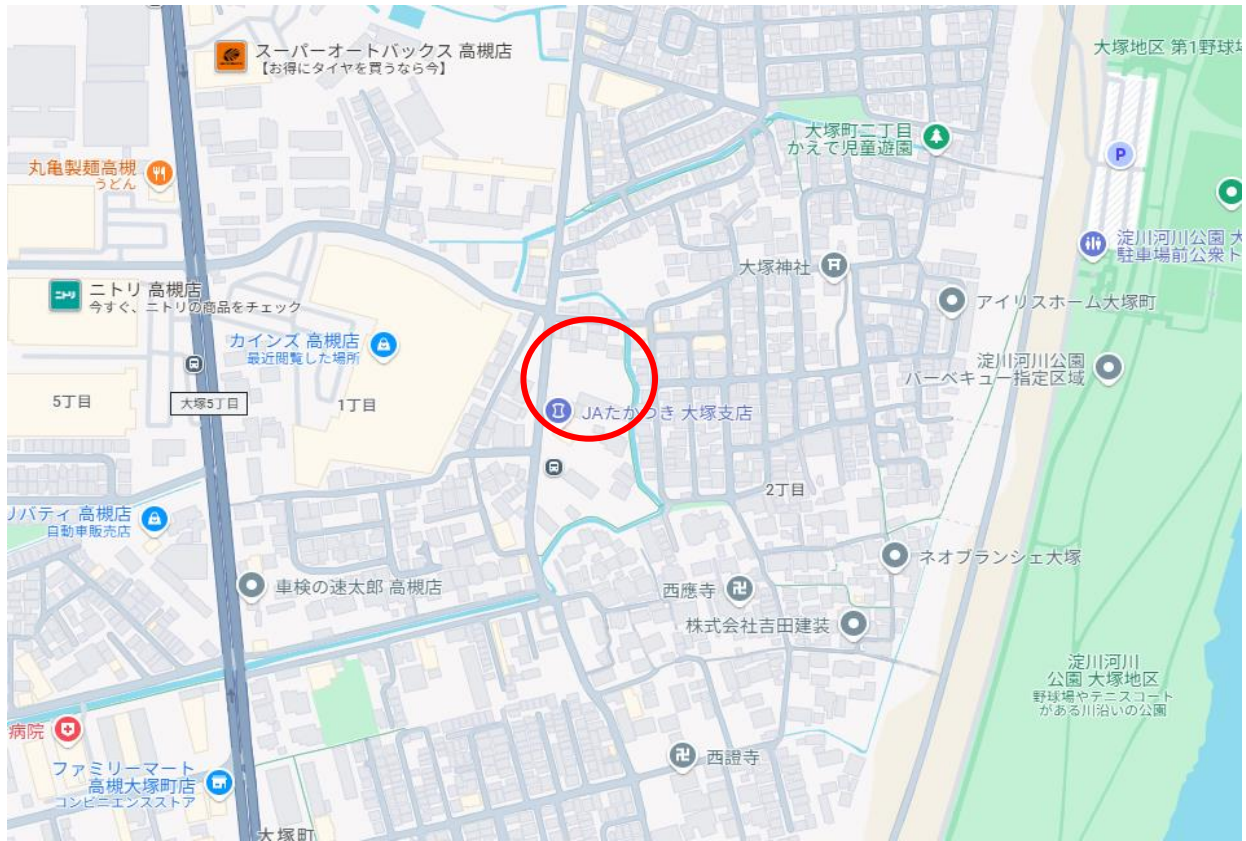 スーパーオートバックス 高槻店
【お得にタイヤを買うなら今】
大塚地区 第1野球場
大塚町二丁目
かえで児童遊園
P
丸亀製麺高槻
うどん
淀川河川公園 大
駐車場前公衆ト
大塚神社
ニトリ
ニトリ 高槻店
今すぐ、ニトリの商品をチェック
アイリスホーム大塚町
カインズ 高槻店
最近閲覧した場所
淀川河川公園
バーベキュー指定区域
5丁目
大塚5丁目
1丁目
JAたかつき 大塚支店
2丁目
リバティ 高槻店
自動車販売店
ネオブランシェ大塚
車検の速太郎 高槻店
西應寺
株式会社吉田建装
淀川河川
公園 大塚地区
野球場やテニスコート
がある川沿いの公園
病院
西證寺
ファミリーマート
高槻大塚町店
コンビニエンスストア
大塚町